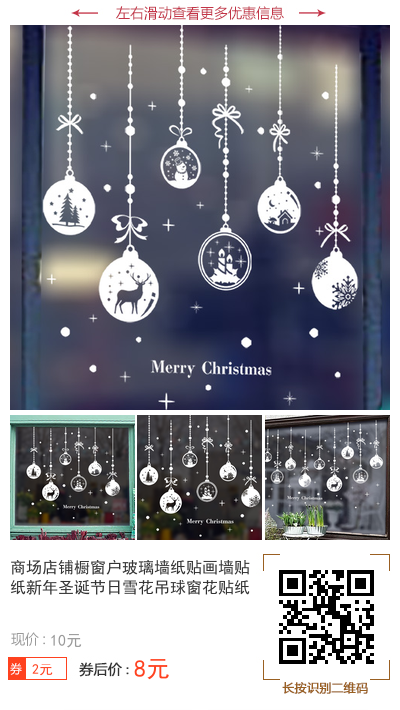 左右滑动查看更多优惠信息
Merry Christmas
Merry Christmas
Merry Christmas
Merry Christmas
商场店铺橱窗户玻璃墙纸贴画墙贴
纸新年圣诞节日雪花吊球窗花贴纸
现价：10元
券 2元 券后价：8元
长按识别二维码